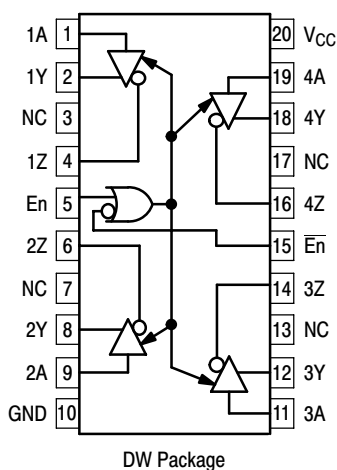 1A 1
1Y 2
NC 3
1Z 4
En 5
2Z 6
NC 7
2Y 8
2A 9
GND 10
20 VCC
19 4A
18 4Y
17 NC
16 4Z
15 En
14 3Z
13 NC
12 3Y
11 3A
DW Package